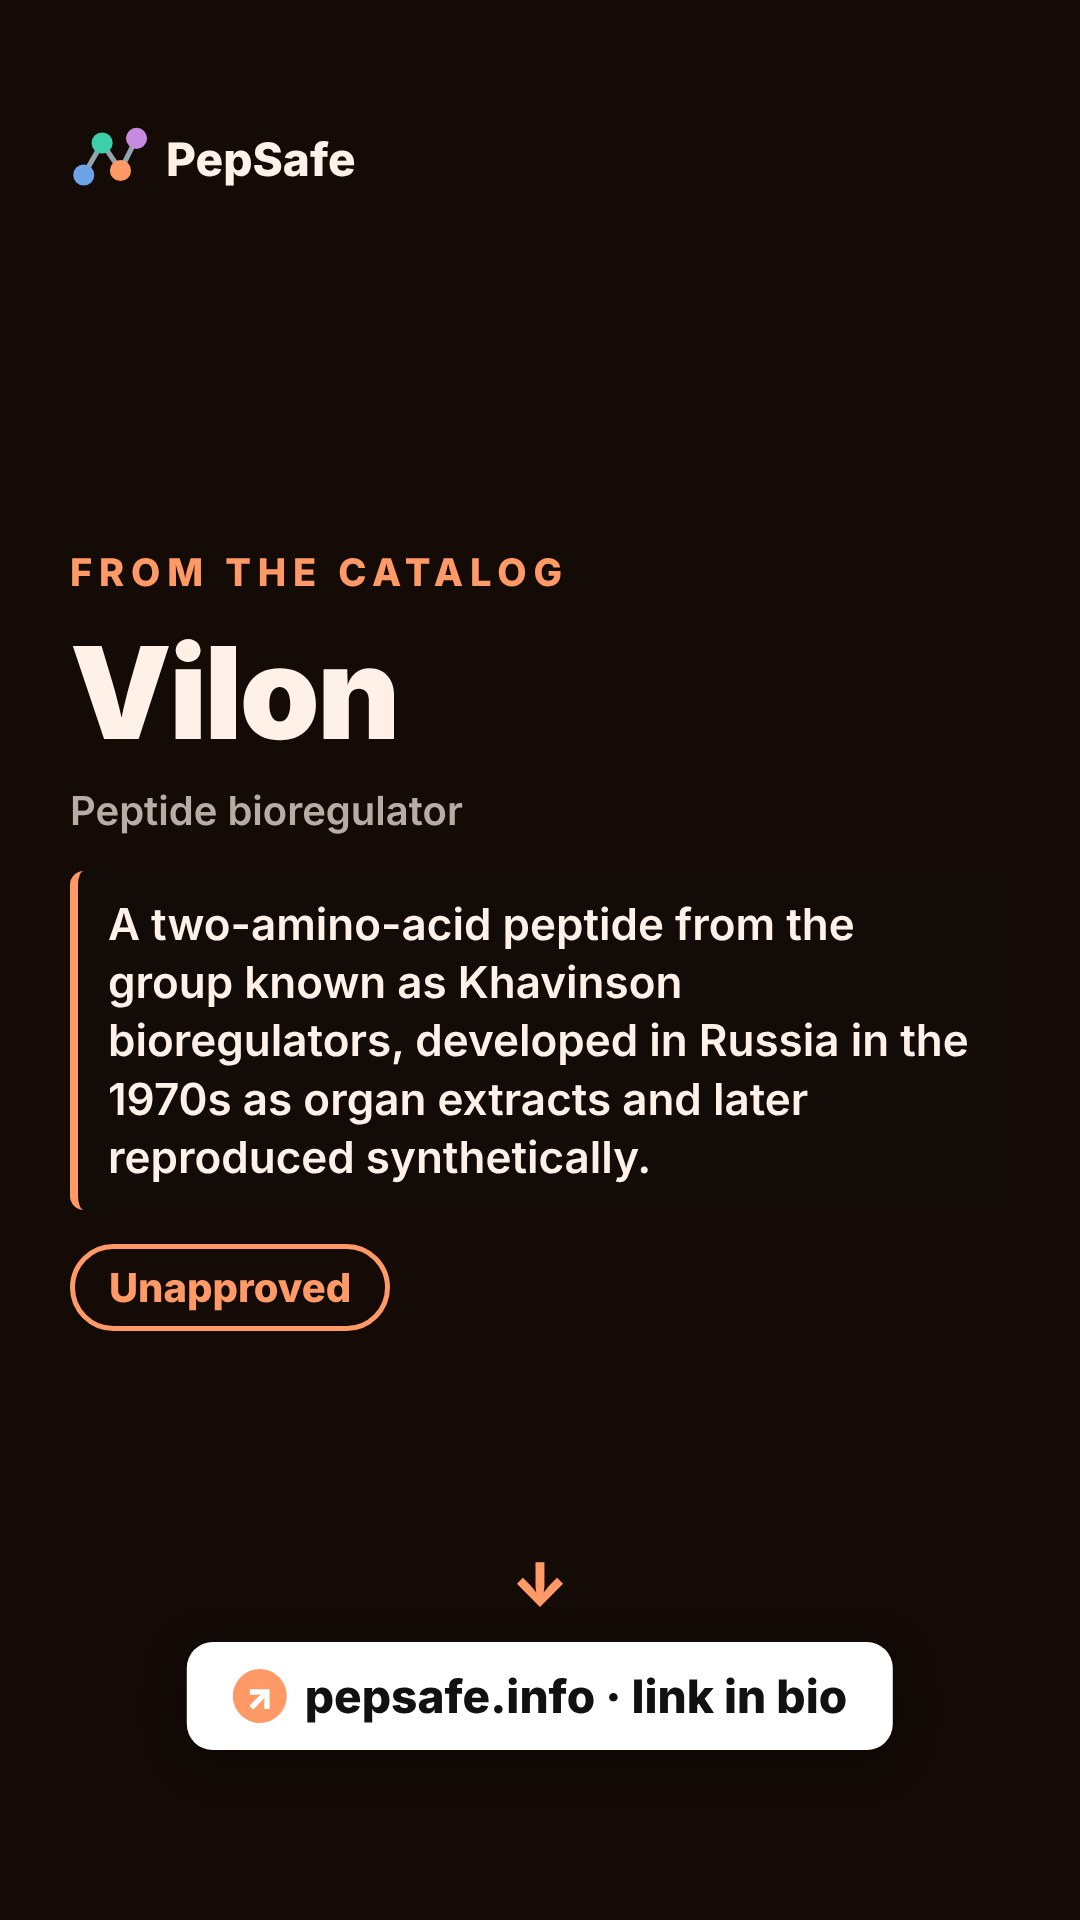 PepSafe
FROM THE CATALOG
Vilon
Peptide bioregulator
A two-amino-acid peptide from the
group known as Khavinson
bioregulators, developed in Russia in the
1970s as organ extracts and later
reproduced synthetically.
Unapproved
pepsafe.info · link in bio